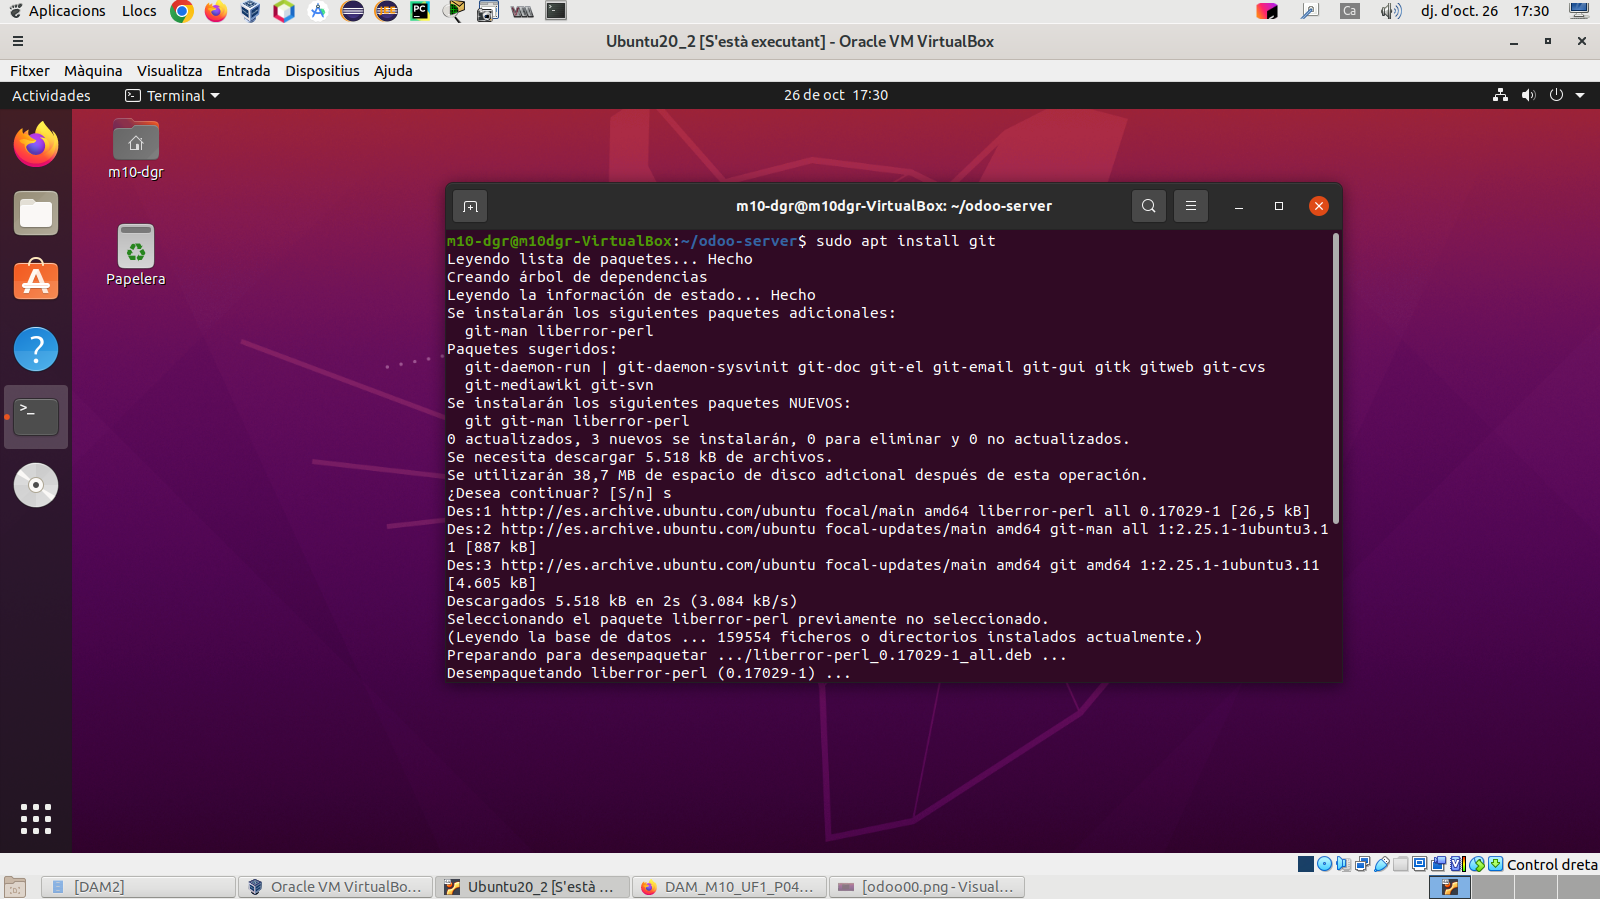 Aplicacions Llocs Ca dj. d'oct. 26 17:30
Ubuntu20_2 [S'està executant] - Oracle VM VirtualBox
Fitxer Màquina Visualitza Entrada Dispositius Ajuda
Actividades Terminal 26 de oct 17:30
m10-dgr
Papelera
m10-dgr@m10dgr-VirtualBox: ~/odoo-server
m10-dgr@m10dgr-VirtualBox:~/odoo-server$ sudo apt install git
Leyendo lista de paquetes... Hecho
Creando árbol de dependencias
Leyendo la información de estado... Hecho
Se instalarán los siguientes paquetes adicionales:
git-man liberror-perl
Paquetes sugeridos:
git-daemon-run | git-daemon-sysvinit git-doc git-el git-email git-gui gitk gitweb git-cvs
git-mediawiki git-svn
Se instalarán los siguientes paquetes NUEVOS:
git git-man liberror-perl
0 actualizados, 3 nuevos se instalarán, 0 para eliminar y 0 no actualizados.
Se necesita descargar 5.518 kB de archivos.
Se utilizarán 38,7 MB de espacio de disco adicional después de esta operación.
¿Desea continuar? [S/n] s
Des:1 http://es.archive.ubuntu.com/ubuntu focal/main amd64 liberror-perl all 0.17029-1 [26,5 kB]
Des:2 http://es.archive.ubuntu.com/ubuntu focal-updates/main amd64 git-man all 1:2.25.1-1ubuntu3.1
1 [887 kB]
Des:3 http://es.archive.ubuntu.com/ubuntu focal-updates/main amd64 git amd64 1:2.25.1-1ubuntu3.11
[4.605 kB]
Descargados 5.518 kB en 2s (3.084 kB/s)
Seleccionando el paquete liberror-perl previamente no seleccionado.
(Leyendo la base de datos ... 159554 ficheros o directorios instalados actualmente.)
Preparando para desempaquetar .../liberror-perl_0.17029-1_all.deb ...
Desempaquetando liberror-perl (0.17029-1) ...
Control dreta
[DAM2] Oracle VM VirtualBo... Ubuntu20_2 [S'està ... DAM_M10_UF1_P04... [odoo00.png - Visual...